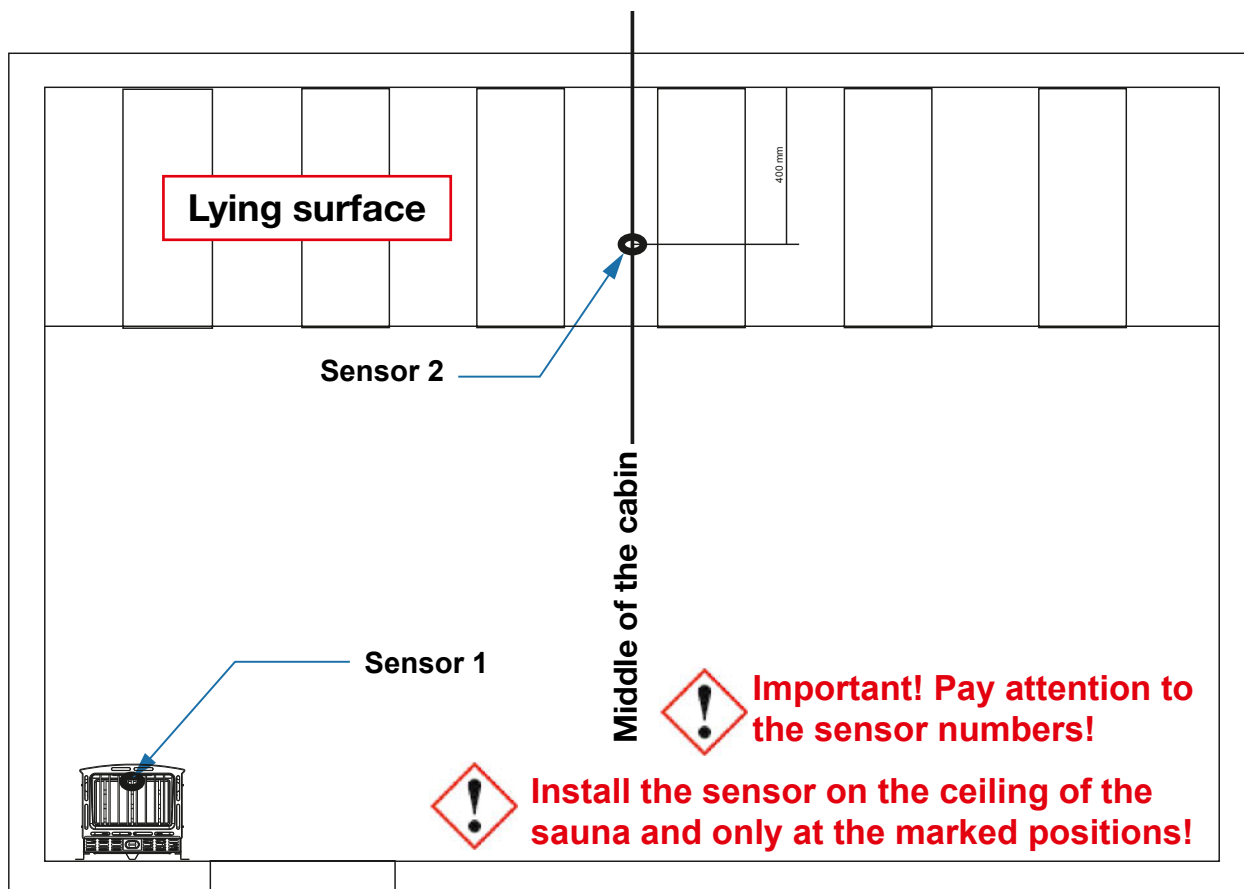 400 mm
Lying surface
Sensor 2
Middle of the cabin
Sensor 1
Important! Pay attention to
the sensor numbers!
Install the sensor on the ceiling of the
sauna and only at the marked positions!